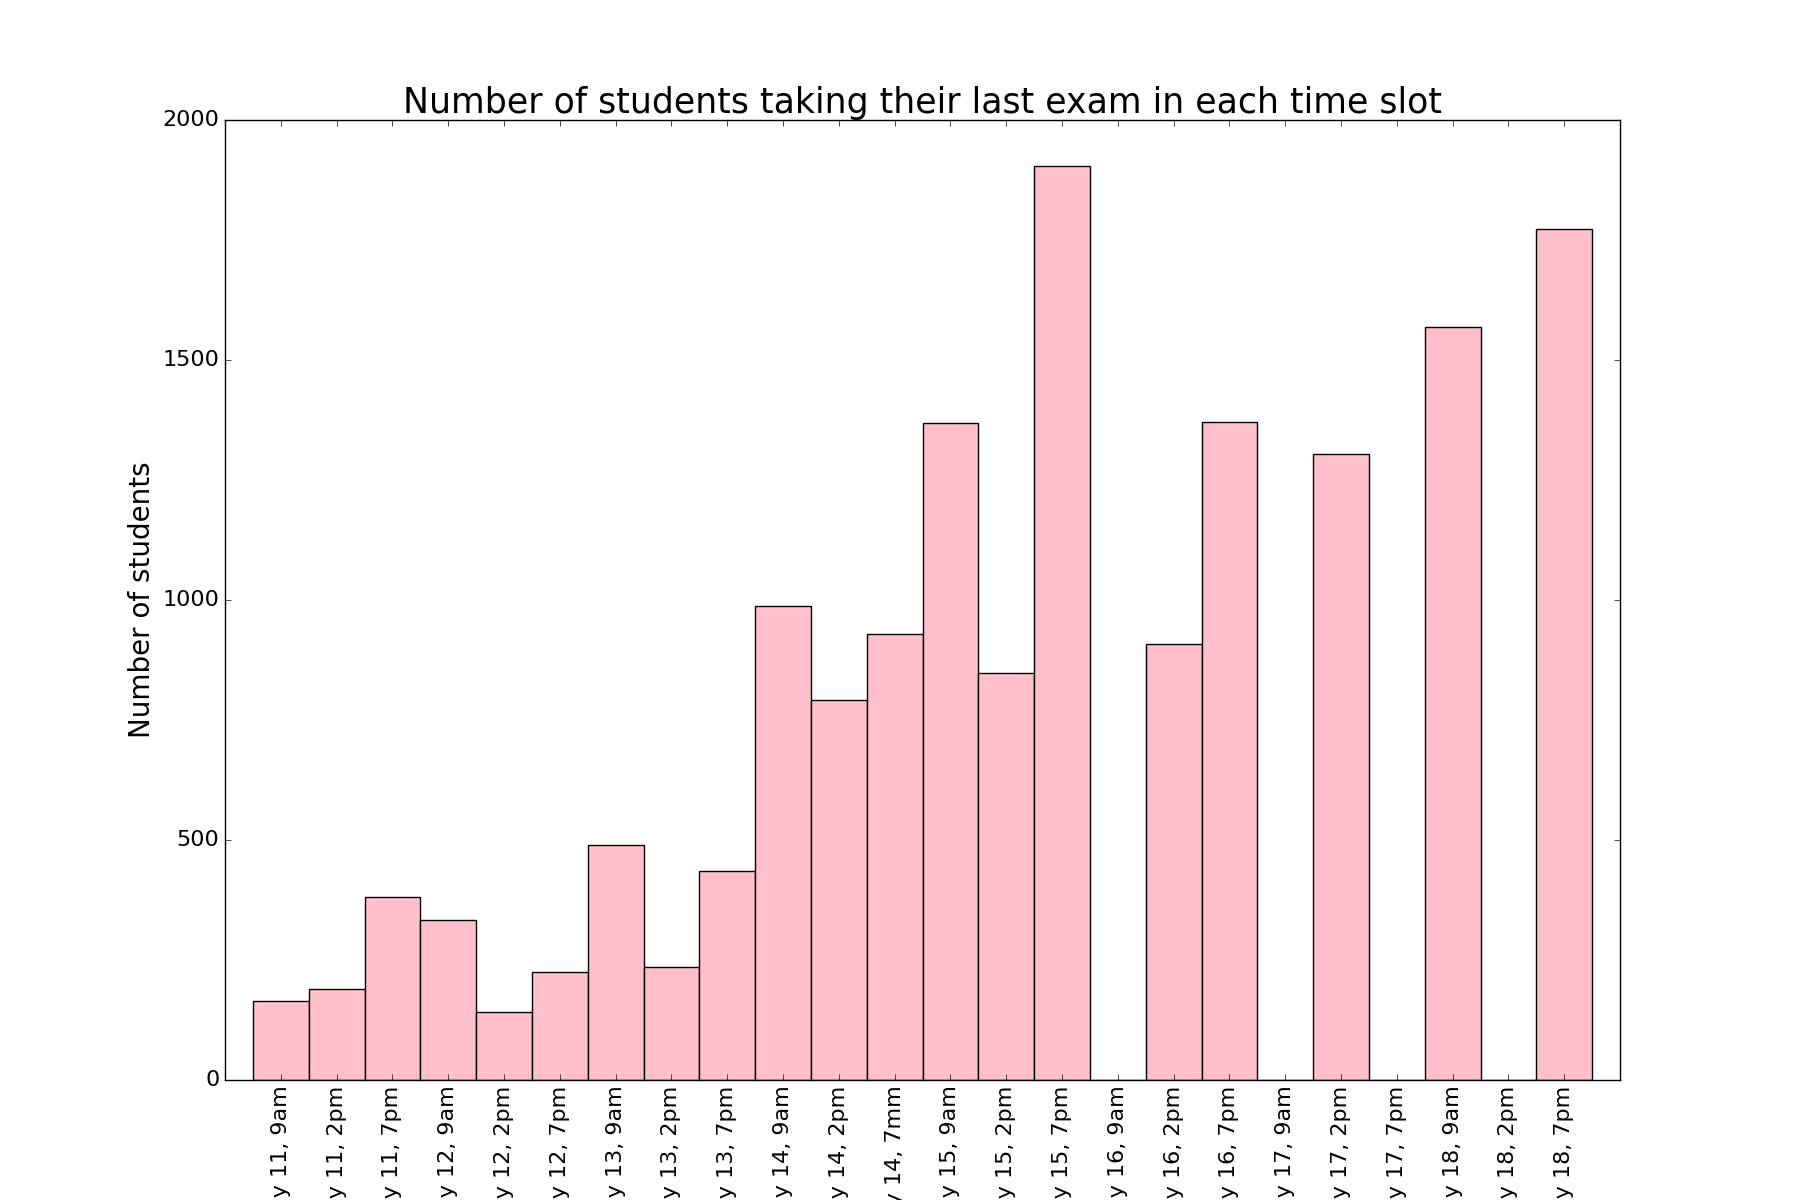 Number of students taking their last exam in each time slot
Number of students
2000
1500
1000
500
0
y 11, 9am
y 11, 2pm
y 11, 7pm
y 12, 9am
y 12, 2pm
y 12, 7pm
y 13, 9am
y 13, 2pm
y 13, 7pm
y 14, 9am
y 14, 2pm
y 14, 7mm
y 15, 9am
y 15, 2pm
y 15, 7pm
y 16, 9am
y 16, 2pm
y 16, 7pm
y 17, 9am
y 17, 2pm
y 17, 7pm
y 18, 9am
y 18, 2pm
y 18, 7pm